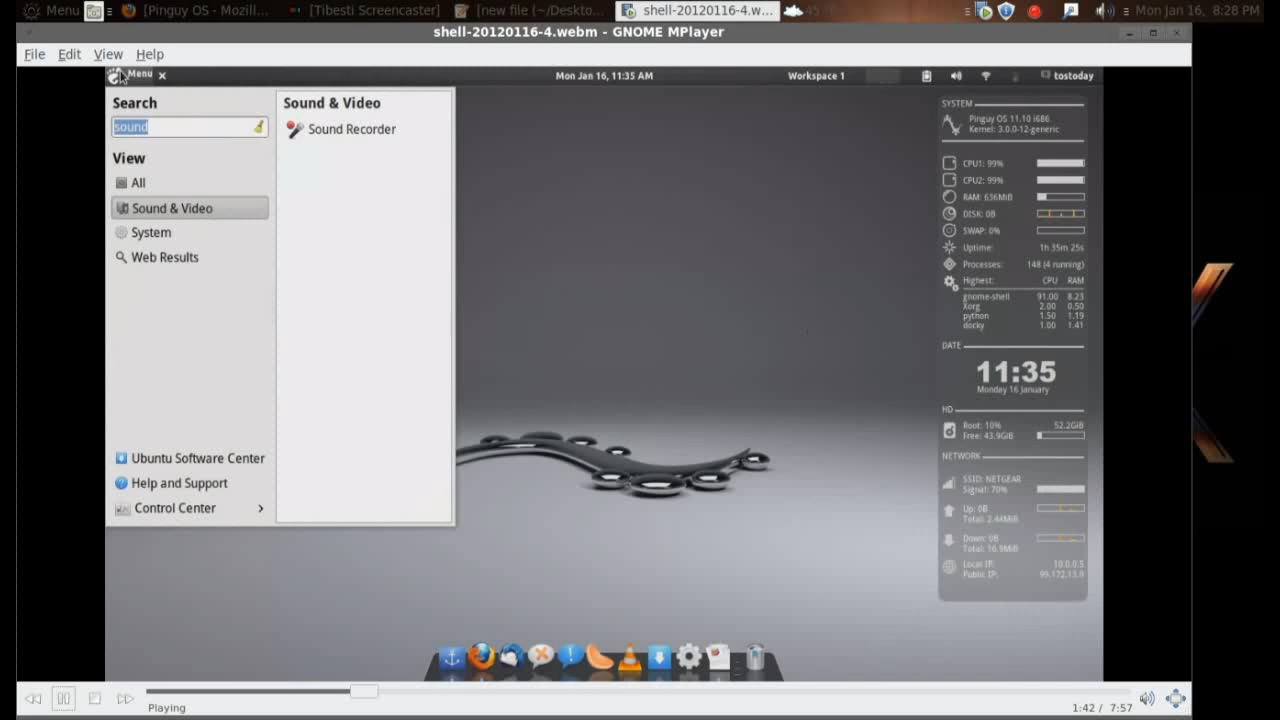 Menu
[Pinguy OS - Mozill...
[Tibesti Screencaster]
[new file (~/Deskto...
shell-20120116-4.w...
45 °F
Mon Jan 16, 8:28 PM
shell-20120116-4.webm - GNOME MPlayer
File Edit View Help
Menu
Mon Jan 16, 11:35 AM
Workspace 1
tostoday
Search
sound
View
All
Sound & Video
System
Web Results
Ubuntu Software Center
Help and Support
Control Center
Sound & Video
Sound Recorder
SYSTEM
Pinguy OS 11.10 i686
Kernel: 3.0.0-12-generic
CPU1: 99%
CPU2: 99%
RAM: 636MiB
DISK: 0B
SWAP: 0%
Uptime: 1h 35m 25s
Processes: 148 (4 running)
Highest: CPU RAM
gnome-shell 91.00 8.23
Xorg 2.00 0.50
python 1.50 1.19
docky 1.00 1.41
DATE
11:35
Monday 16 January
HD
Root: 10% 52.2GiB
Free: 43.9GiB
NETWORK
SSID: NETGEAR
Signal: 70%
Up: 0B
Total: 2.44MiB
Down: 0B
Total: 16.9MiB
Local IP: 10.0.0.5
Public IP: 99.172.13.9
Playing
1:42 / 7:57